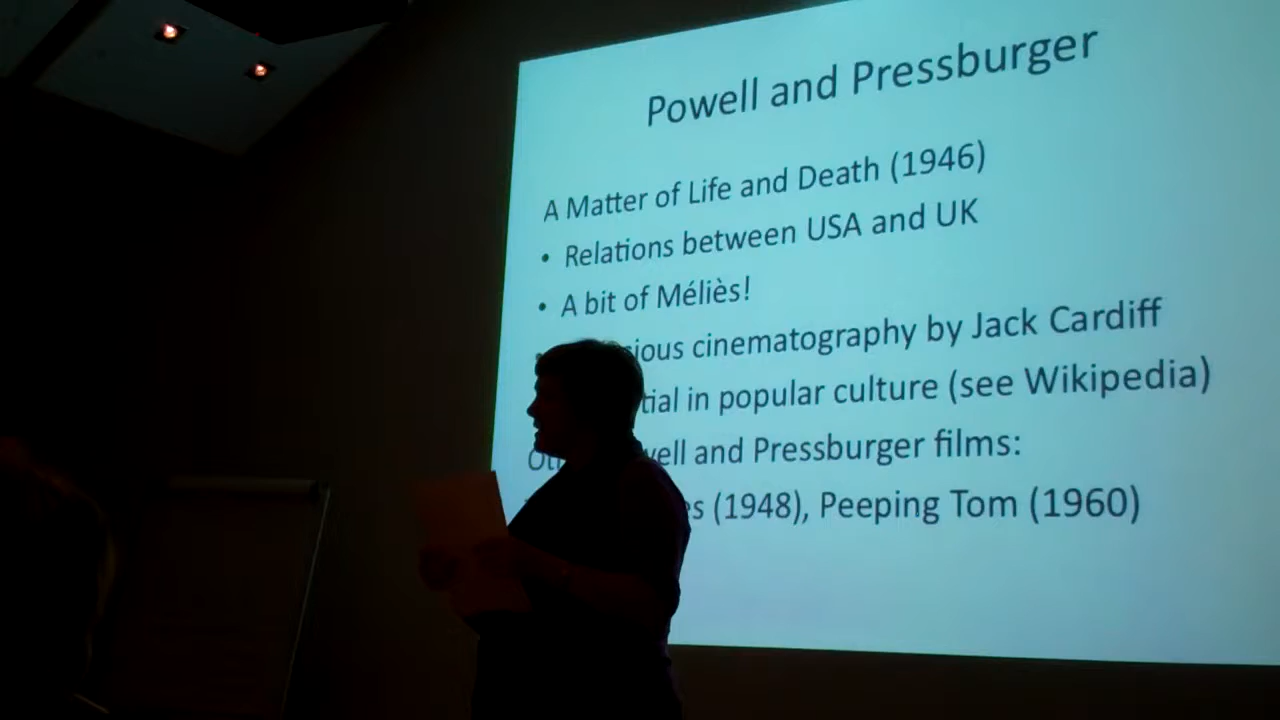 Powell and Pressburger
A Matter of Life and Death (1946)
• Relations between USA and UK
• A bit of Méliès!
cinematography by Jack Cardiff
in popular culture (see Wikipedia)
and Pressburger films:
(1948), Peeping Tom (1960)